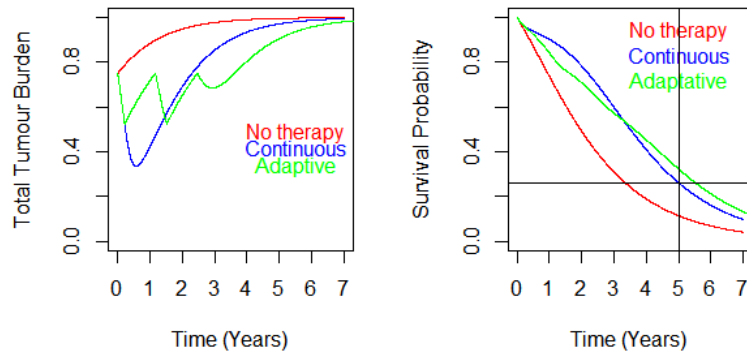 Total Tumour Burden
0.0
0.4
0.8
No therapy
Continuous
Adaptive
0 1 2 3 4 5 6 7
Time (Years)
Survival Probability
0.0
0.4
0.8
No therapy
Continuous
Adaptative
0 1 2 3 4 5 6 7
Time (Years)